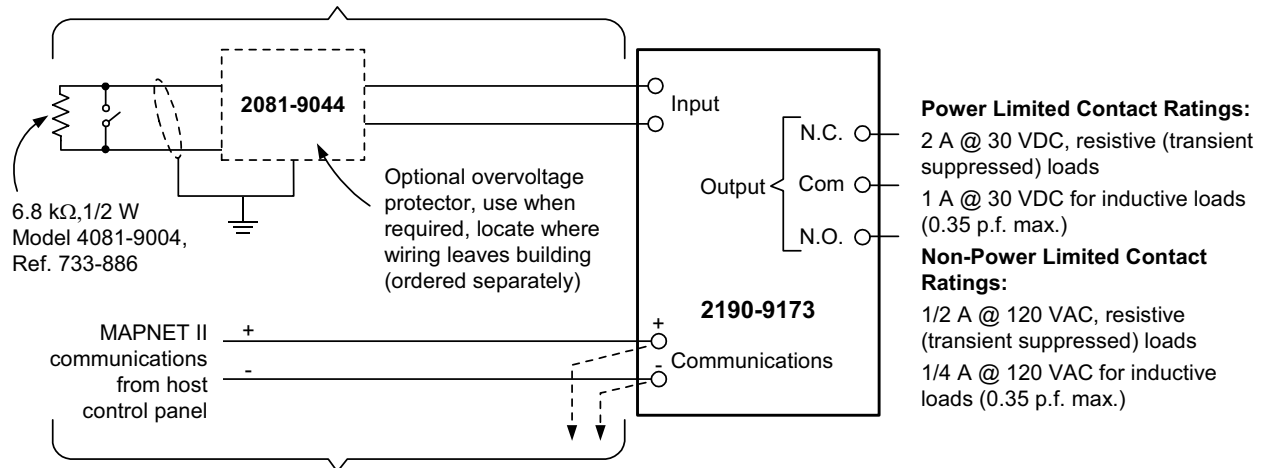 2081-9044
Input
6.8 kΩ,1/2 W
Model 4081-9004,
Ref. 733-886
Optional overvoltage
protector, use when
required, locate where
wiring leaves building
(ordered separately)
Output
N.C.
Com
N.O.
2190-9173
MAPNET II
communications
from host
control panel
+
-
+
-
Communications
Power Limited Contact Ratings:
2 A @ 30 VDC, resistive (transient
suppressed) loads
1 A @ 30 VDC for inductive loads
(0.35 p.f. max.)
Non-Power Limited Contact
Ratings:
1/2 A @ 120 VAC, resistive
(transient suppressed) loads
1/4 A @ 120 VAC for inductive
loads (0.35 p.f. max.)